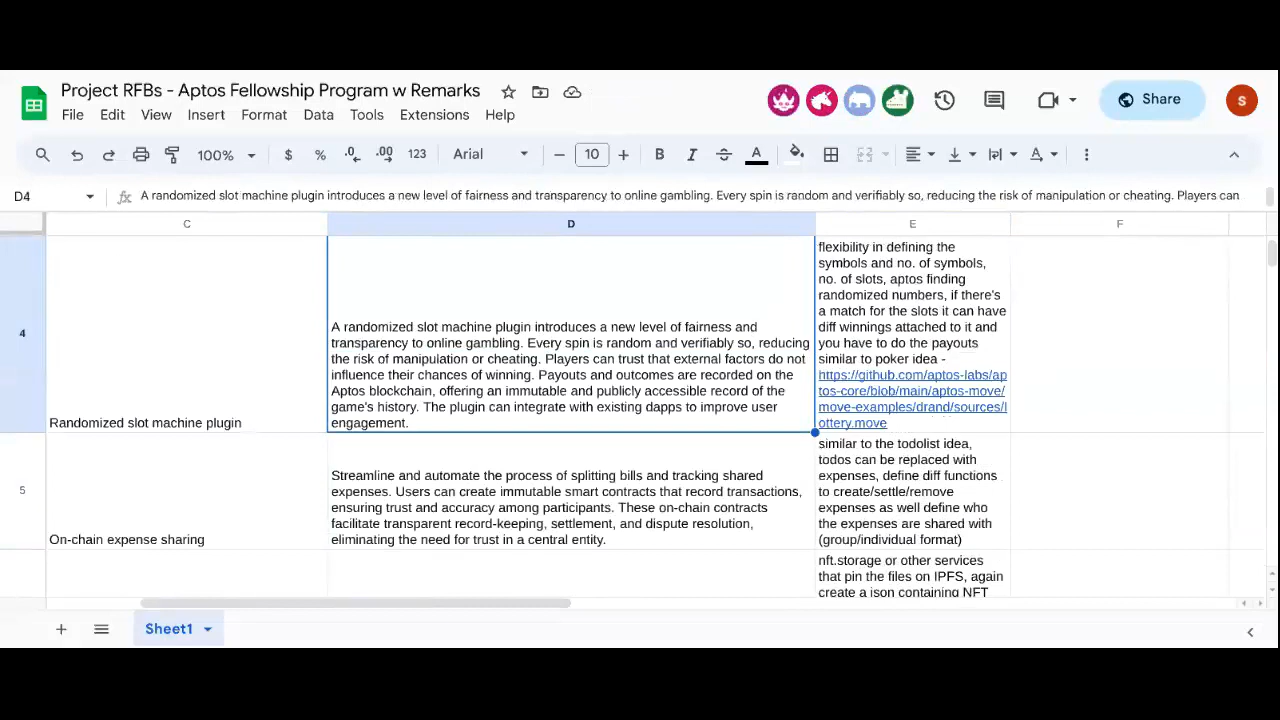 Project RFBs - Aptos Fellowship Program w Remarks
Share
S
File Edit View Insert Format Data Tools Extensions Help
100% $ % .0 .00 123 Arial 10 B I S A
D4 fx A randomized slot machine plugin introduces a new level of fairness and transparency to online gambling. Every spin is random and verifiably so, reducing the risk of manipulation or cheating. Players can
C D E F
4
Randomized slot machine plugin
A randomized slot machine plugin introduces a new level of fairness and
transparency to online gambling. Every spin is random and verifiably so, reducing
the risk of manipulation or cheating. Players can trust that external factors do not
influence their chances of winning. Payouts and outcomes are recorded on the
Aptos blockchain, offering an immutable and publicly accessible record of the
game's history. The plugin can integrate with existing dapps to improve user
engagement.
flexibility in defining the
symbols and no. of symbols,
no. of slots, aptos finding
randomized numbers, if there's
a match for the slots it can have
diff winnings attached to it and
you have to do the payouts
similar to poker idea -
https://github.com/aptos-labs/ap
tos-core/blob/main/aptos-move/
move-examples/drand/sources/l
ottery.move
5
On-chain expense sharing
Streamline and automate the process of splitting bills and tracking shared
expenses. Users can create immutable smart contracts that record transactions,
ensuring trust and accuracy among participants. These on-chain contracts
facilitate transparent record-keeping, settlement, and dispute resolution,
eliminating the need for trust in a central entity.
similar to the todolist idea,
todos can be replaced with
expenses, define diff functions
to create/settle/remove
expenses as well define who
the expenses are shared with
(group/individual format)
nft.storage or other services
that pin the files on IPFS, again
create a json containing NFT
Sheet1